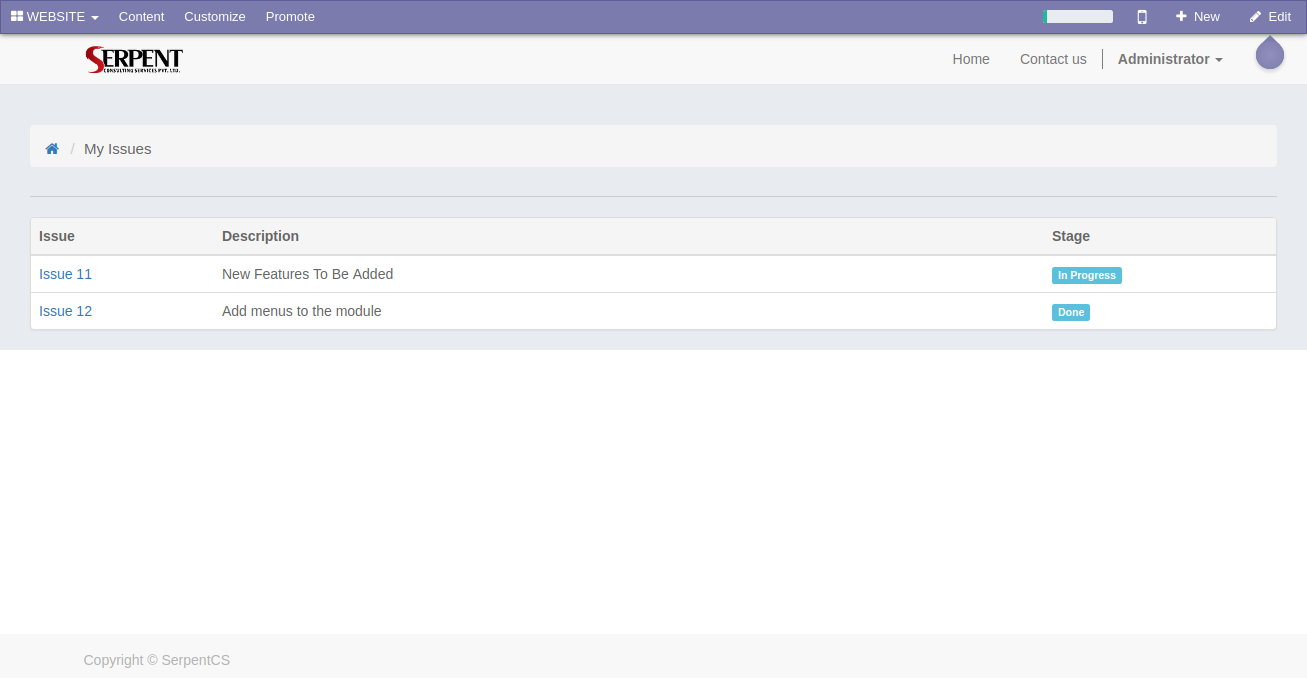 WEBSITE Content Customize Promote New Edit
SERPENT
CONSULTING SERVICES PVT. LTD.
Home Contact us Administrator
/ My Issues
Issue Description Stage
Issue 11 New Features To Be Added In Progress
Issue 12 Add menus to the module Done
Copyright © SerpentCS